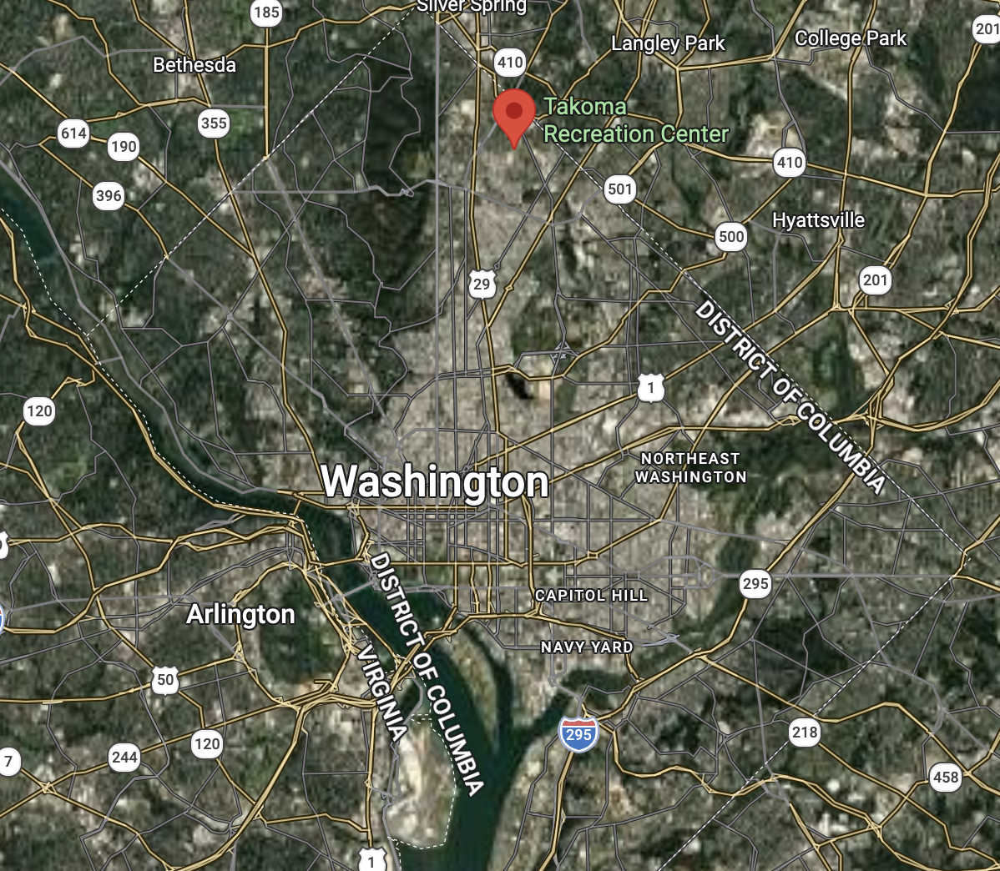 185
Silver Spring
201
Langley Park
College Park
Bethesda
410
Takoma
Recreation Center
355
614
190
410
396
501
Hyattsville
500
29
201
DISTRICT OF COLUMBIA
1
120
NORTHEAST
WASHINGTON
Washington
295
CAPITOL HILL
Arlington
DISTRICT OF COLUMBIA
NAVY YARD
VIRGINIA
50
295
218
120
244
7
458
1